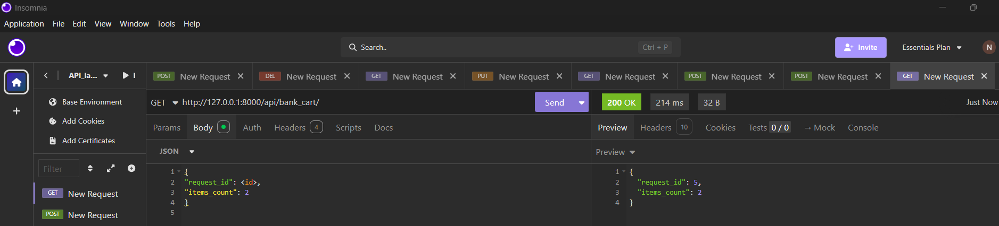 Insomnia
Application File Edit View Window Tools Help
Search.. Ctrl + P Invite Essentials Plan N
API_la... POST New Request DEL New Request GET New Request PUT New Request GET New Request POST New Request POST New Request GET New Request
Base Environment
Add Cookies
Add Certificates
Filter
GET New Request
POST New Request
GET http://127.0.0.1:8000/api/bank_cart/ Send
Params Body Auth Headers 4 Scripts Docs
JSON
1 {
2 "request_id": <id>,
3 "items_count": 2
4 }
5
200 OK 214 ms 32 B Just Now
Preview Headers 10 Cookies Tests 0 / 0 → Mock Console
Preview
1 {
2 "request_id": 5,
3 "items_count": 2
4 }